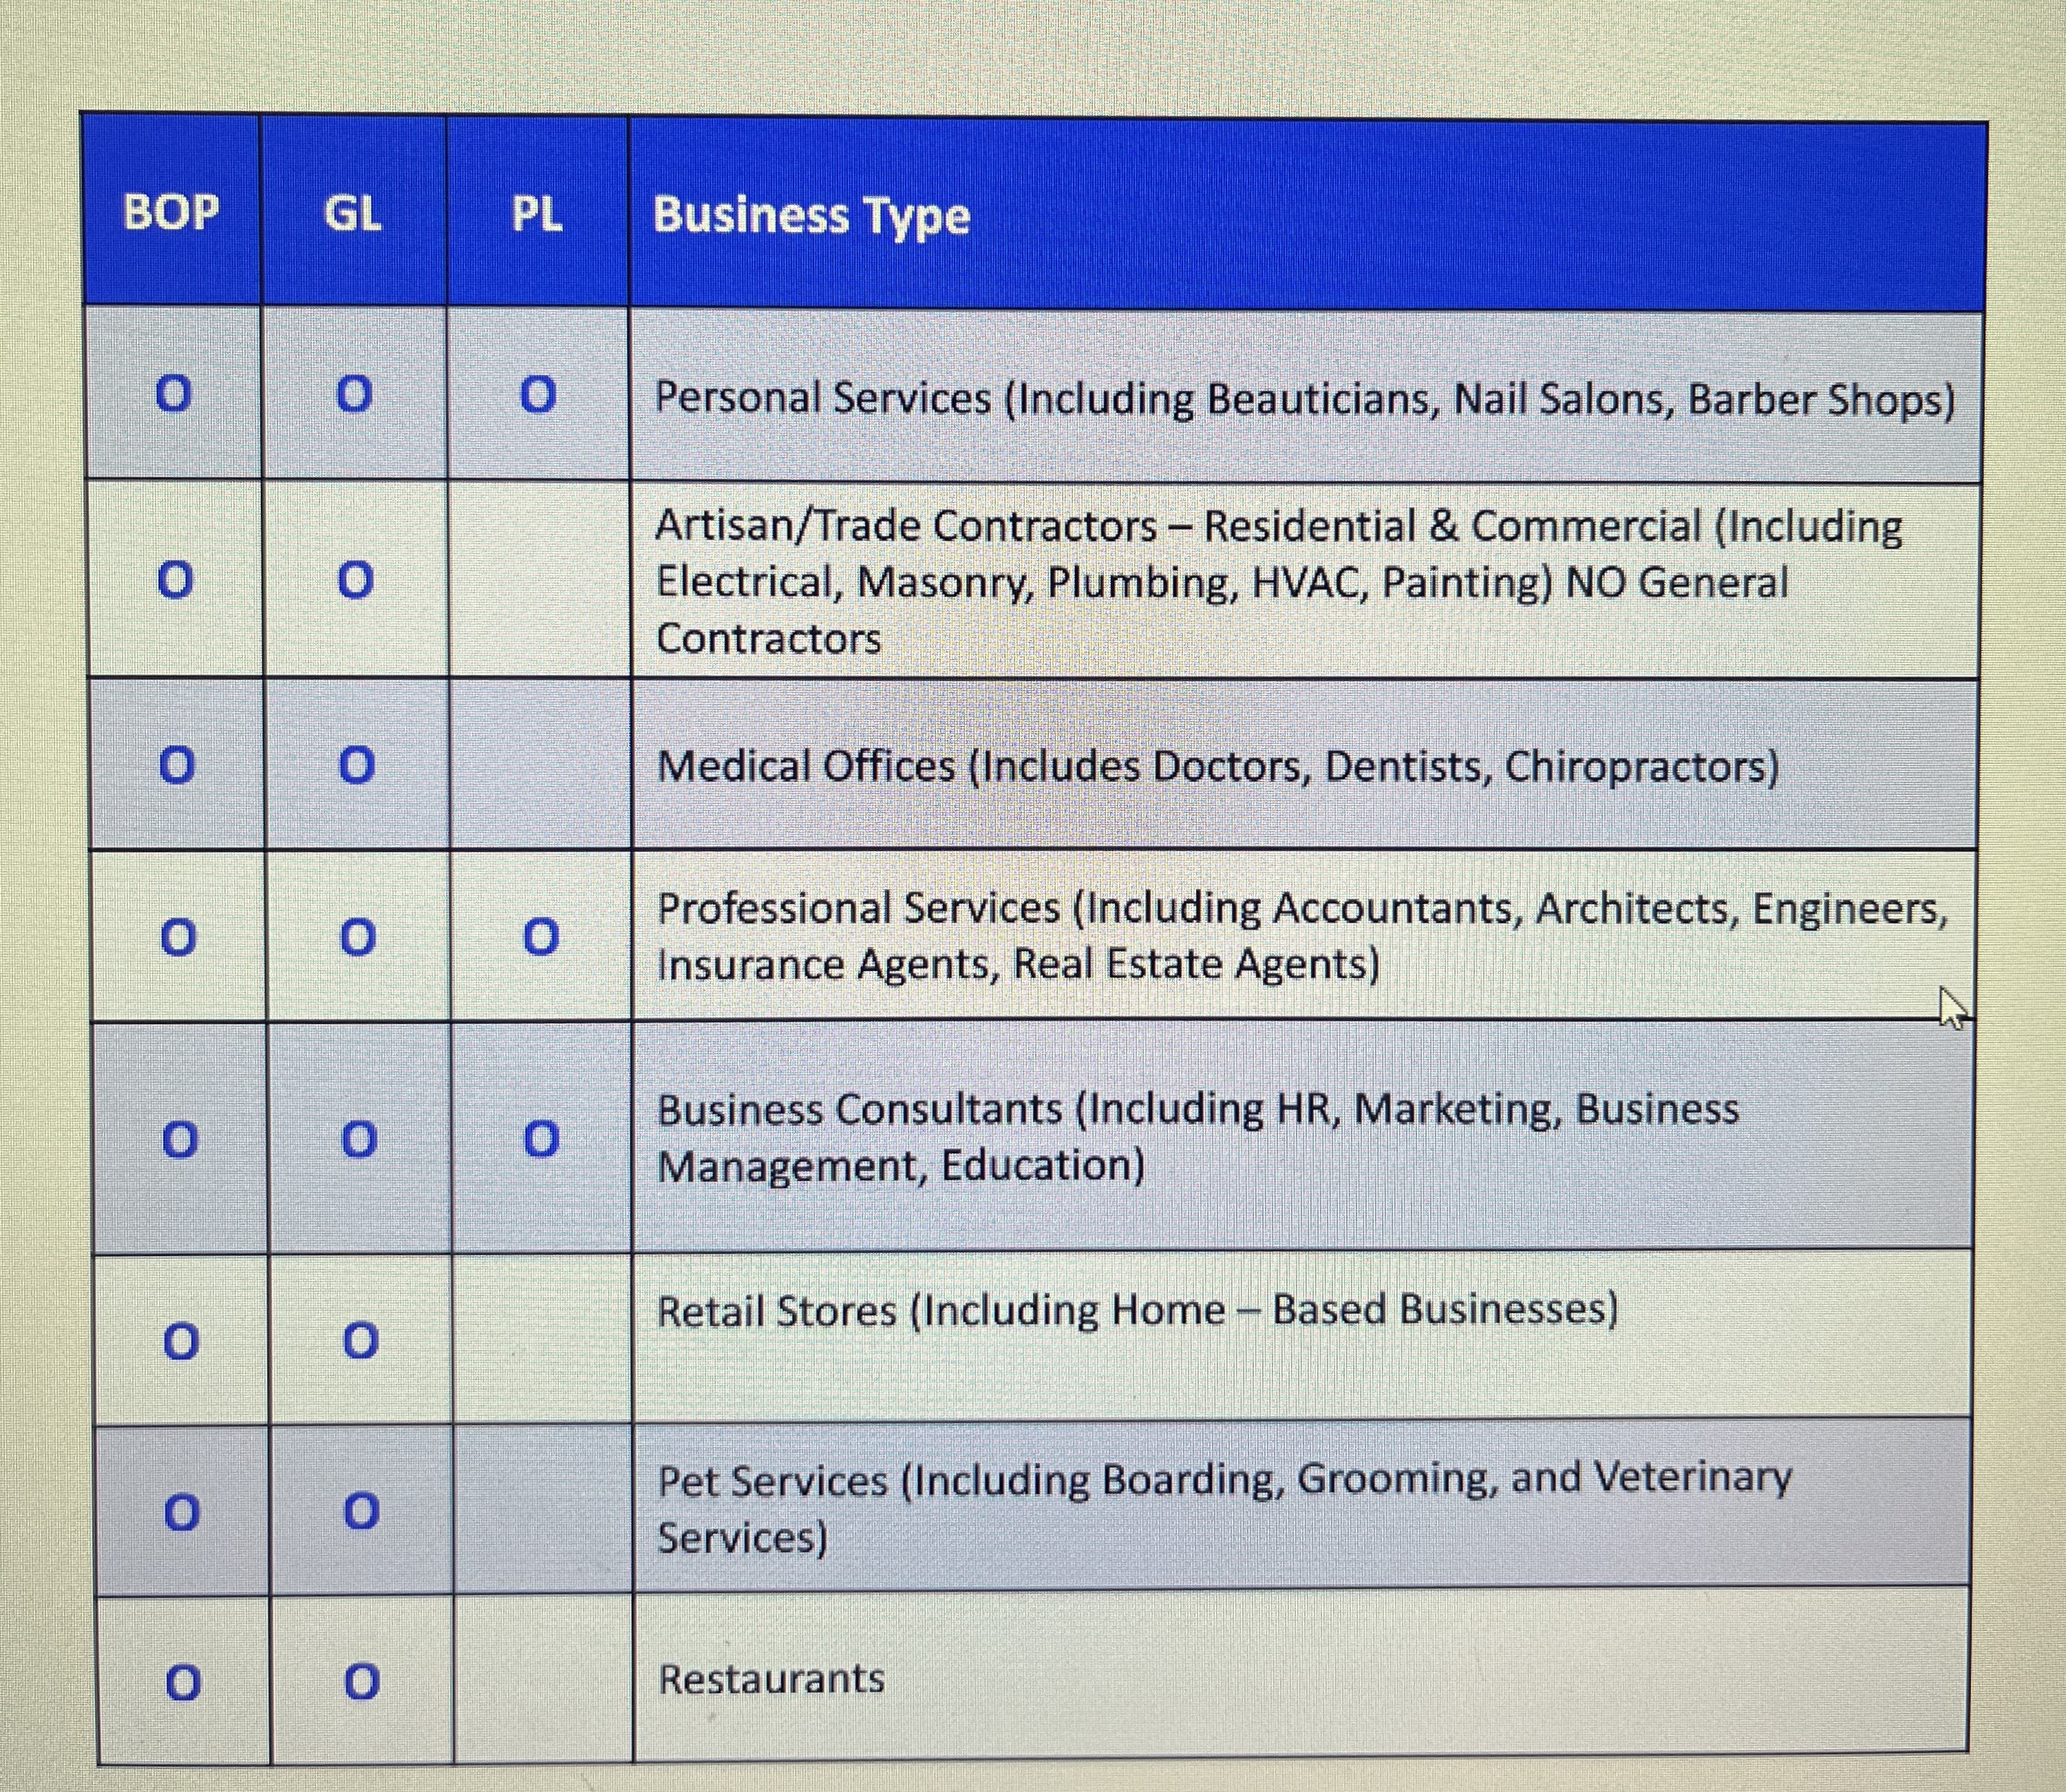 BOP GL PL Business Type
O O O Personal Services (Including Beauticians, Nail Salons, Barber Shops)
O O Artisan/Trade Contractors – Residential & Commercial (Including
Electrical, Masonry, Plumbing, HVAC, Painting) NO General
Contractors
O O Medical Offices (Includes Doctors, Dentists, Chiropractors)
O O O Professional Services (Including Accountants, Architects, Engineers,
Insurance Agents, Real Estate Agents)
O O O Business Consultants (Including HR, Marketing, Business
Management, Education)
O O Retail Stores (Including Home – Based Businesses)
O O Pet Services (Including Boarding, Grooming, and Veterinary
Services)
O O Restaurants